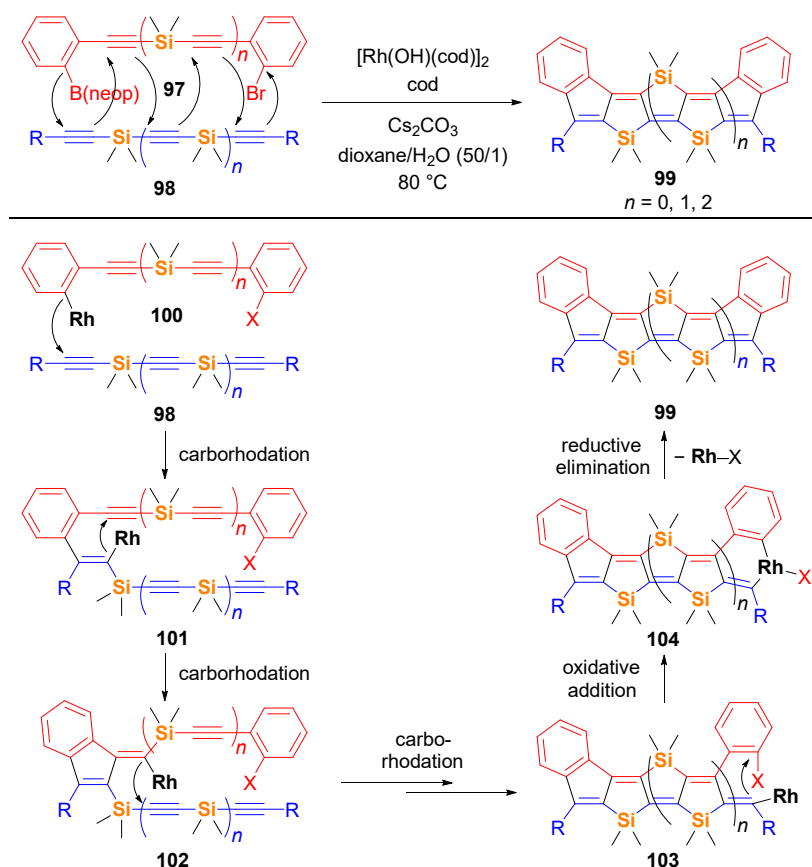 Si
n
B(neop)
97
Br
R
Si
Si
R
n
98
[Rh(OH)(cod)]2
cod
Cs2CO3
dioxane/H2O (50/1)
80 °C
Si
R
Si
Si
n
R
99
n = 0, 1, 2
Si
n
Rh
100
X
R
Si
Si
R
n
98
carborhodation
Rh
Si
n
X
R
Si
Si
R
n
101
carborhodation
Si
n
Rh
X
R
Si
Si
R
n
102
carbo-
rhodation
Si
X
Rh
R
Si
Si
n
R
103
oxidative
addition
Si
Rh
X
R
Si
Si
n
R
104
reductive
elimination
– Rh–X
Si
R
Si
Si
n
R
99